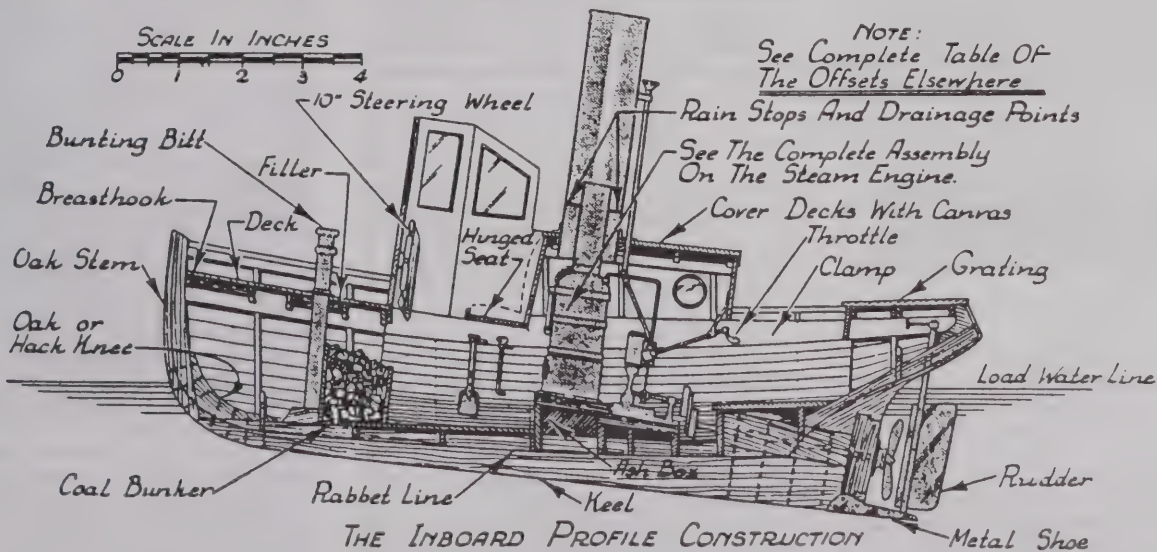 SCALE IN INCHES
0 1 2 3 4
NOTE:
See Complete Table Of
The Offsets Elsewhere
10" Steering Wheel
Rain Stops And Drainage Points
Bunting Bitt
Filler
See The Complete Assembly
On The Steam Engine.
Breasthook
Deck
Hinged
Seat
Cover Decks With Canvas
Throttle
Oak Stem
Clamp
Grating
Oak or
Hack Knee
Load Water Line
Coal Bunker
Rabbet Line
Ash Box
Keel
Rudder
THE INBOARD PROFILE CONSTRUCTION
Metal Shoe